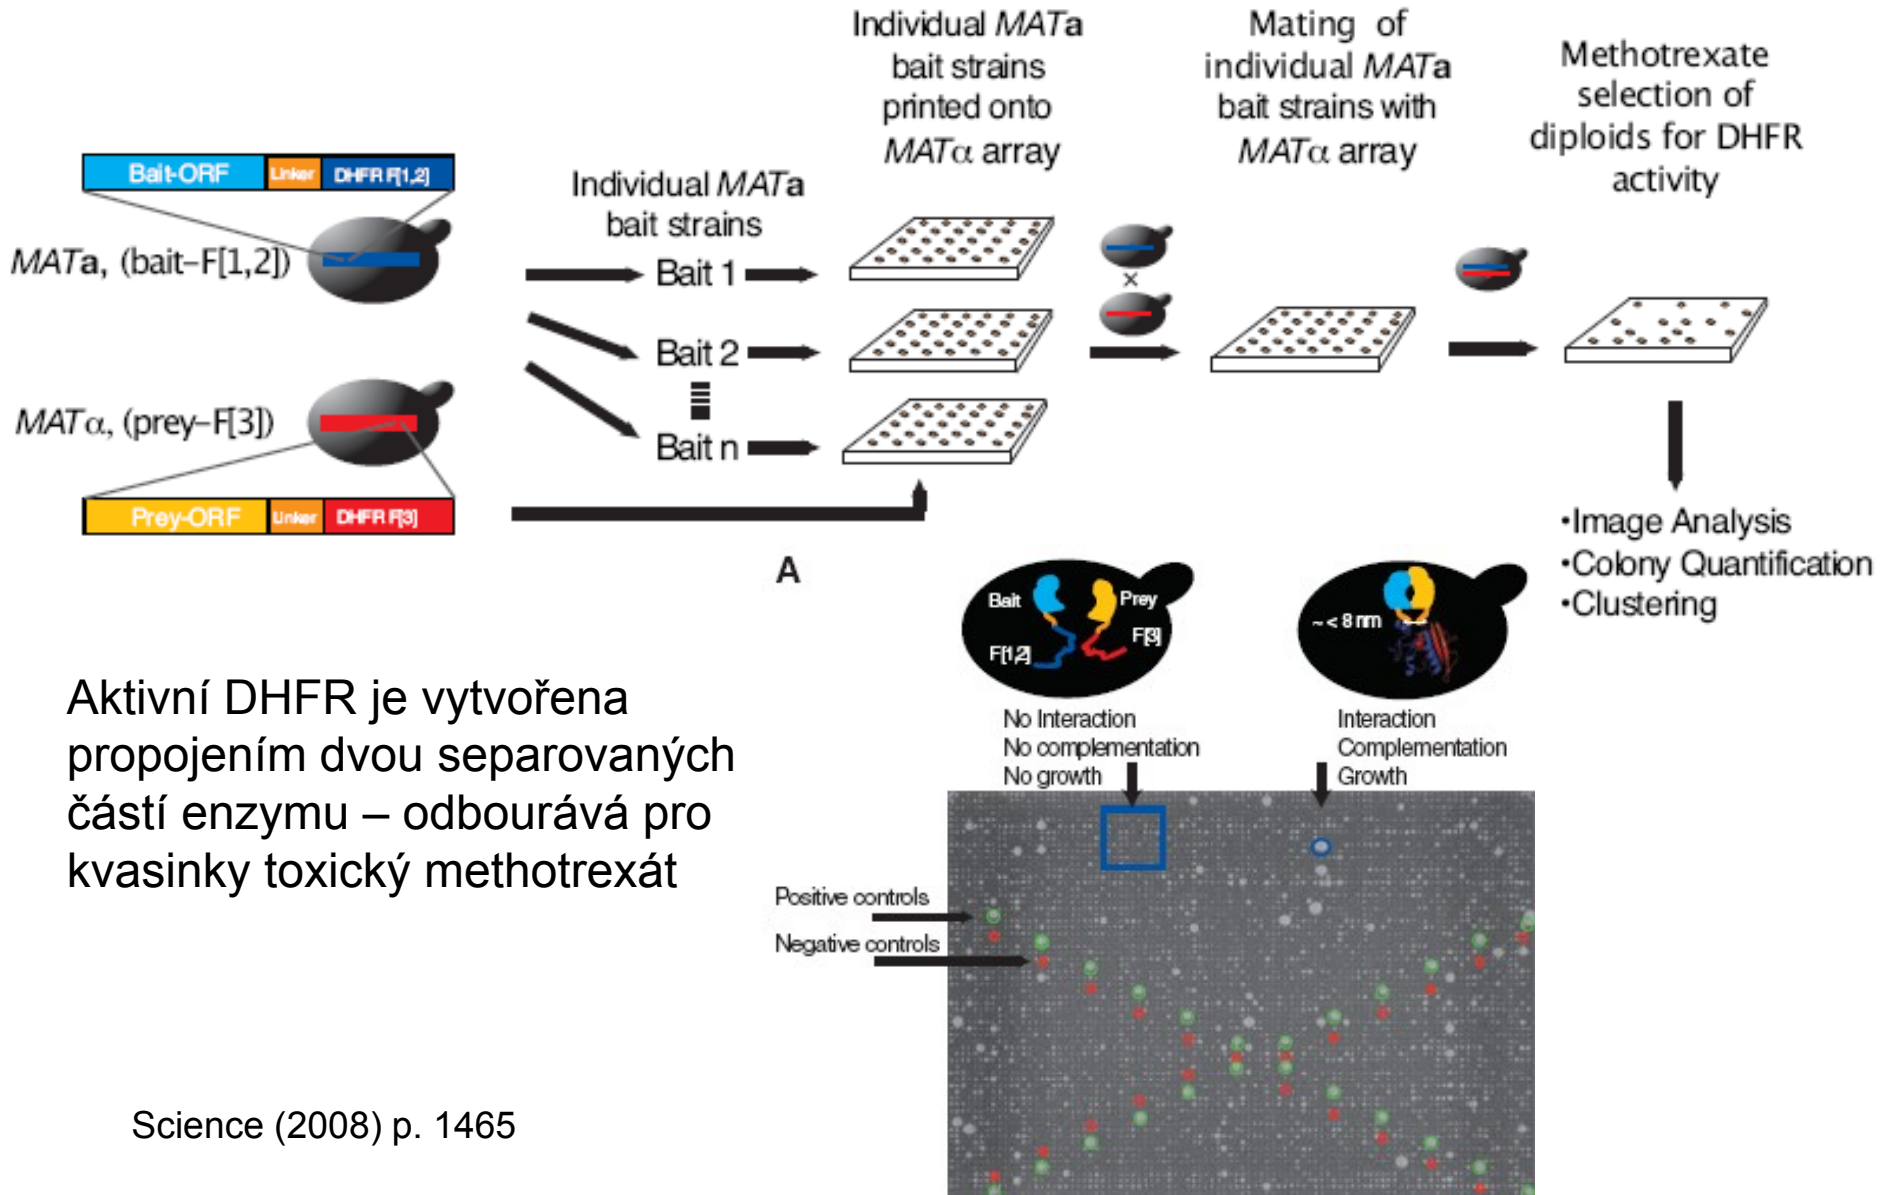 Individual MATa
bait strains
printed onto
MATα array
Mating of
individual MATa
bait strains with
MATα array
Methotrexate
selection of
diploids for DHFR
activity
Bait-ORF Linker DHFR F[1,2]
MATa, (bait–F[1,2])
Individual MATa
bait strains
Bait 1
Bait 2
Bait n
×
MATα, (prey–F[3])
Prey-ORF Linker DHFR F[3]
•Image Analysis
•Colony Quantification
•Clustering
A
Bait
Prey
F[1,2]
F[3]
~ < 8 nm
No Interaction
No complementation
No growth
Interaction
Complementation
Growth
Aktivní DHFR je vytvořena
propojením dvou separovaných
částí enzymu – odbourává pro
kvasinky toxický methotrexát
Positive controls
Negative controls
Science (2008) p. 1465